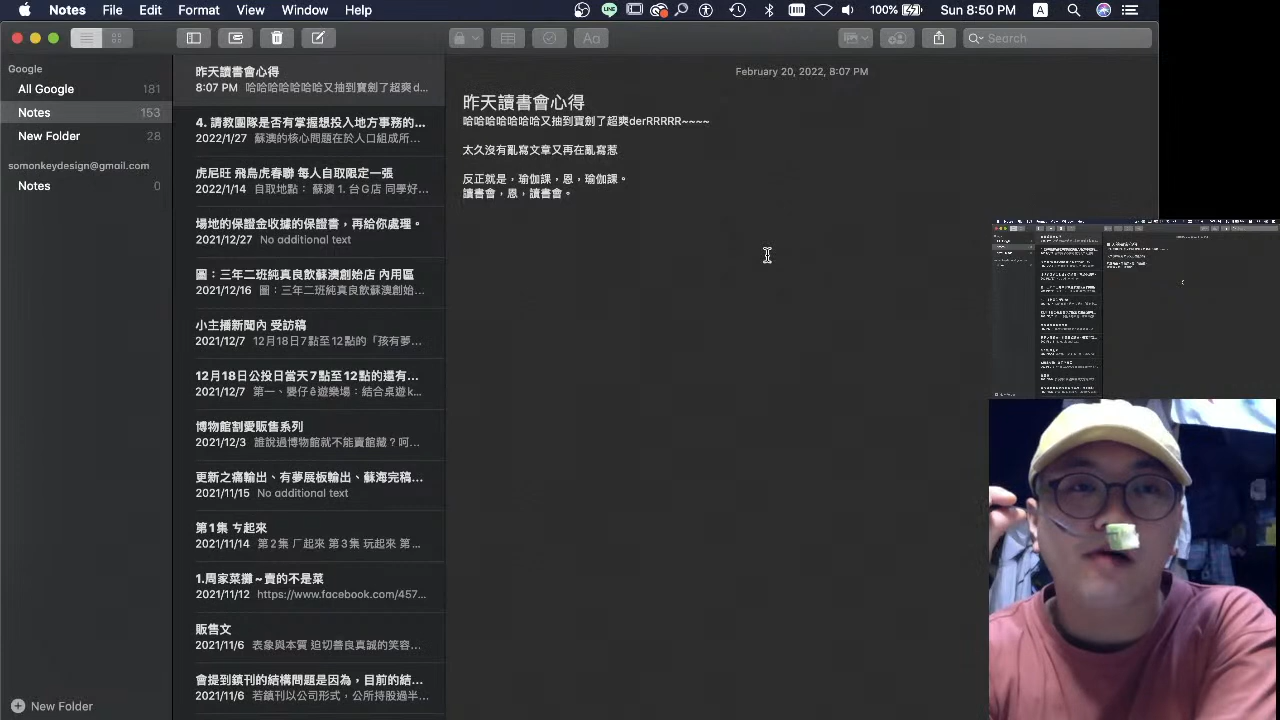 Notes File Edit Format View Window Help
100% Sun 8:50 PM A
Aa
Search
Google
All Google 181
Notes 153
New Folder 28
somonkeydesign@gmail.com
Notes 0
New Folder
昨天讀書會心得
8:07 PM 哈哈哈哈哈哈哈又抽到寶劍了超爽d...
4. 請教團隊是否有掌握想投入地方事務的...
2022/1/27 蘇澳的核心問題在於人口組成所...
虎尼旺 飛鳥虎春聯 每人自取限定一張
2022/1/14 自取地點： 蘇澳 1. 台G店 同學好...
場地的保證金收據的保證書，再給你處理。
2021/12/27 No additional text
圖：三年二班純真的歌蘇澳創始店 內用區
2021/12/16 圖：三年二班純真的歌蘇澳創始...
小主播新聞內 受訪稿
2021/12/7 12月18日7點至12點的「孩有夢...
12月18日公投日當天7點至12點的還有...
2021/12/7 第一、嬰仔ê遊樂場：結合桌遊k...
博物館割愛販售系列
2021/12/3 誰說過博物館就不能賣館藏？呵...
更新之痛輸出、有夢展板輸出、蘇海完稿...
2021/11/15 No additional text
第1集 ㄘ起來
2021/11/14 第２集 ㄏ起來 第３集 玩起來 第...
1.周家菜攤～賣的不是菜
2021/11/12 https://www.facebook.com/457...
販售文
2021/11/6 表象與本質 迫切善良真誠的笑容...
會提到鎮刊的結構問題是因為，目前的結...
2021/11/6 若鎮刊以公司形式，公所持股過半...
February 20, 2022, 8:07 PM
昨天讀書會心得
哈哈哈哈哈哈哈又抽到寶劍了超爽derRRRRR~~~~
太久沒有亂寫文章又再在亂寫惹
反正就是，瑜伽課，恩，瑜伽課。
讀書會，恩，讀書會。